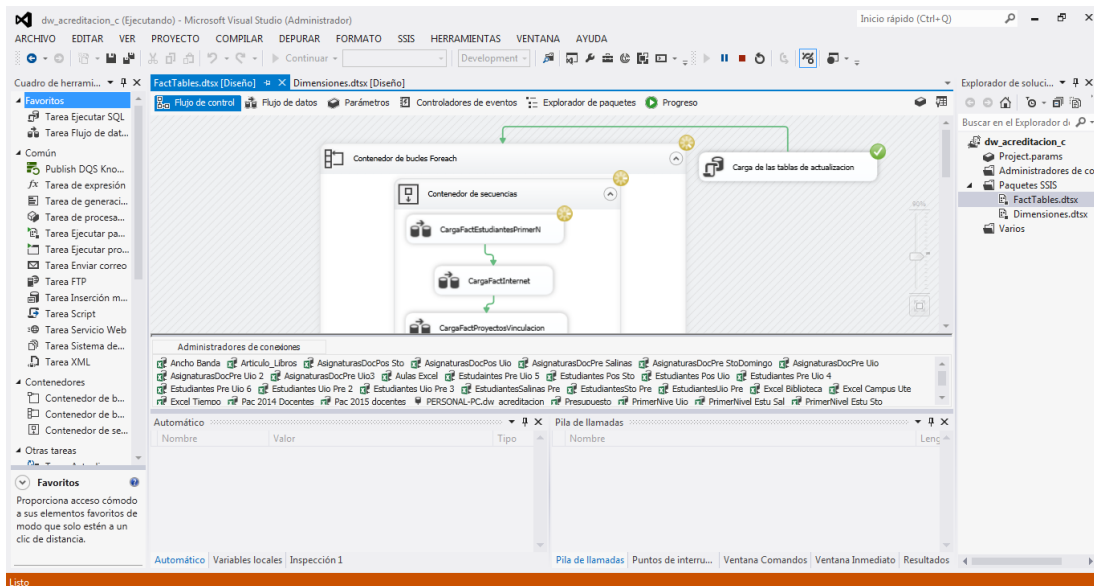 dw_acreditacion_c (Ejecutando) - Microsoft Visual Studio (Administrador)
Inicio rápido (Ctrl+Q)
ARCHIVO EDITAR VER PROYECTO COMPILAR DEPURAR FORMATO SSIS HERRAMIENTAS VENTANA AYUDA
Continuar
Development
Cuadro de herrami...
FactTables.dtsx [Diseño]
Dimensiones.dtsx [Diseño]
Explorador de soluci...
Favoritos
Tarea Ejecutar SQL
Tarea Flujo de dat...
Común
Publish DQS Kno...
fx Tarea de expresión
Tarea de generaci...
Tarea de procesa...
Tarea Ejecutar pa...
Tarea Ejecutar pro...
Tarea Enviar correo
Tarea FTP
Tarea Inserción m...
Tarea Script
Tarea Servicio Web
Tarea Sistema de...
Tarea XML
Contenedores
Contenedor de b...
Contenedor de b...
Contenedor de se...
Otras tareas
Favoritos
Proporciona acceso cómodo
a sus elementos favoritos de
modo que solo estén a un
clic de distancia.
Flujo de control Flujo de datos Parámetros Controladores de eventos Explorador de paquetes Progreso
Contenedor de bucles Foreach
Carga de las tablas de actualizacion
Contenedor de secuencias
CargaFactEstudiantesPrimerN
CargaFactInternet
CargaFactProyectosVinculacion
80%
Administradores de conexiones
Ancho Banda Articulo_Libros AsignaturasDocPos Sto AsignaturasDocPos Uio AsignaturasDocPre Salinas AsignaturasDocPre StoDomingo AsignaturasDocPre Uio
AsignaturasDocPre Uio 2 AsignaturasDocPre Uio3 Aulas Excel Estudaintes Pre Uio 5 Estudiantes Pos Sto Estudiantes Pos Uio Estudiantes Pre Uio 4
Estudiantes Pre Uio 6 Estudiantes Uio Pre 2 Estudiantes Uio Pre 3 EstudiantesSalinas Pre EstudiantesSto Pre EstudiantesUio Pre Excel Biblioteca Excel Campus Ute
Excel Tiempo Pac 2014 Docentes Pac 2015 docentes PERSONAL-PC.dw acreditacion Presupuesto PrimerNive Uio PrimerNivel Estu Sal PrimerNivel Estu Sto
Automático
Nombre Valor Tipo
Automático Variables locales Inspección 1
Pila de llamadas
Nombre Leng
Pila de llamadas Puntos de interru... Ventana Comandos Ventana Inmediato Resultados
Buscar en el Explorador de
dw_acreditacion_c
Project.params
Administradores de co
Paquetes SSIS
FactTables.dtsx
Dimensiones.dtsx
Varios
Listo